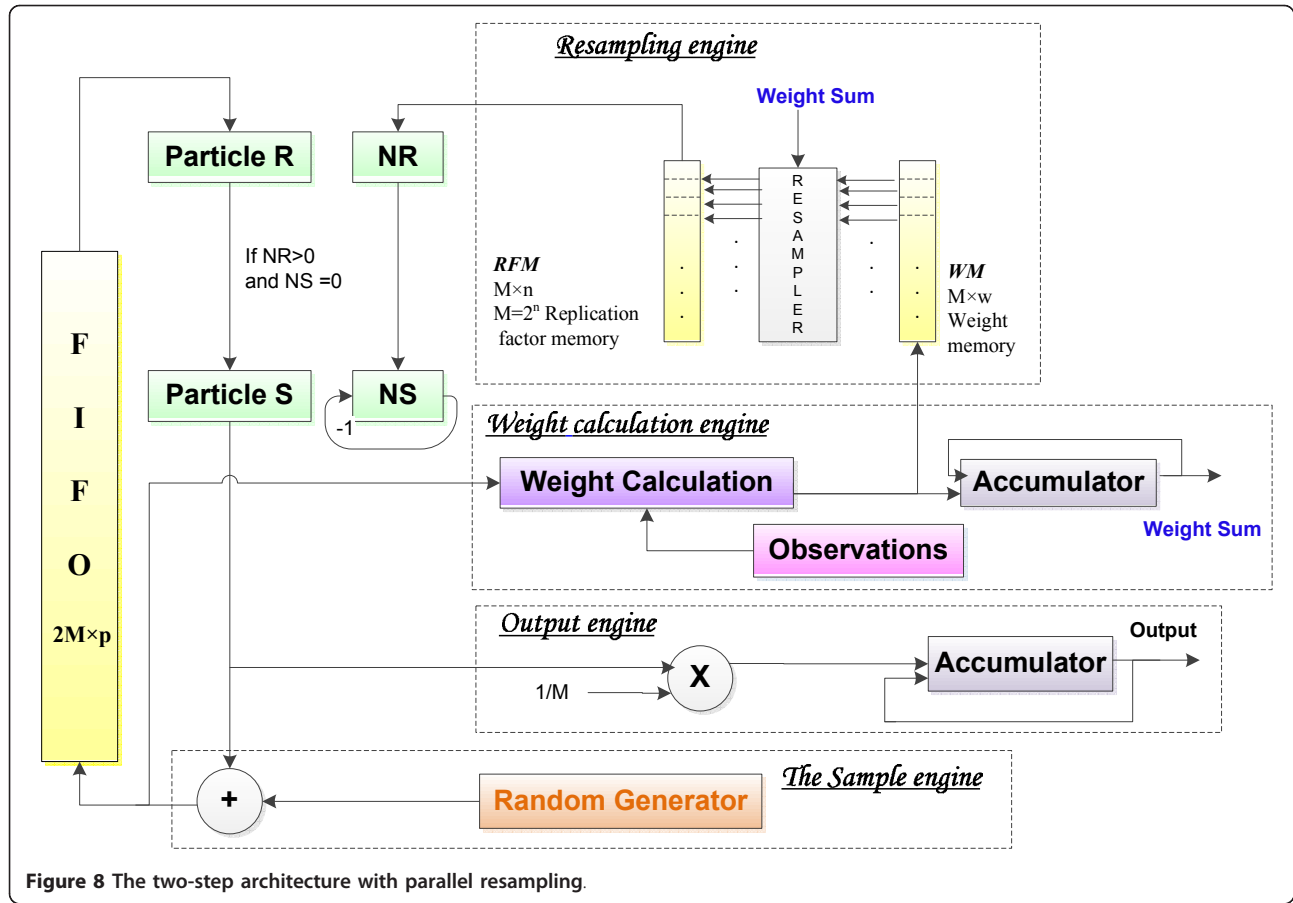 Resampling engine
Weight Sum
Particle R
NR
RESAMPLER
If NR>0
and NS =0
RFM
M×n
M=2ⁿ Replication
factor memory
WM
M×w
Weight
memory
FIFO
2M×p
Particle S
NS
-1
Weight calculation engine
Weight Calculation
Accumulator
Weight Sum
Observations
Output engine
Output
Accumulator
X
1/M
The Sample engine
+
Random Generator
Figure 8 The two-step architecture with parallel resampling.